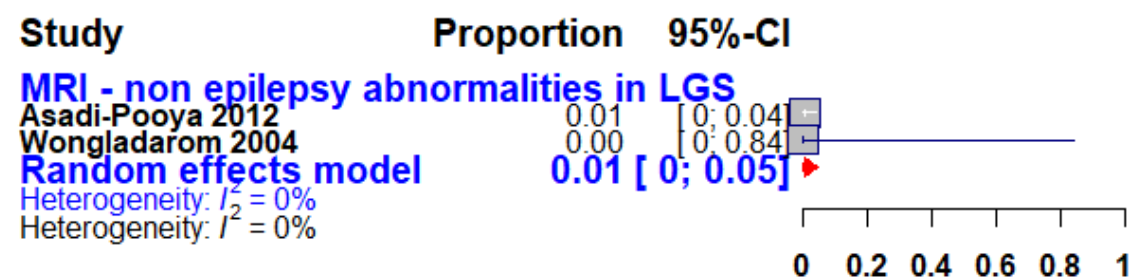 Study Proportion 95%-CI
MRI - non epilepsy abnormalities in LGS
Asadi-Pooya 2012 0.01 [ 0; 0.04]
Wongladarom 2004 0.00 [ 0; 0.84]
Random effects model 0.01 [ 0; 0.05]
Heterogeneity: I² = 0%
Heterogeneity: I² = 0%
0 0.2 0.4 0.6 0.8 1